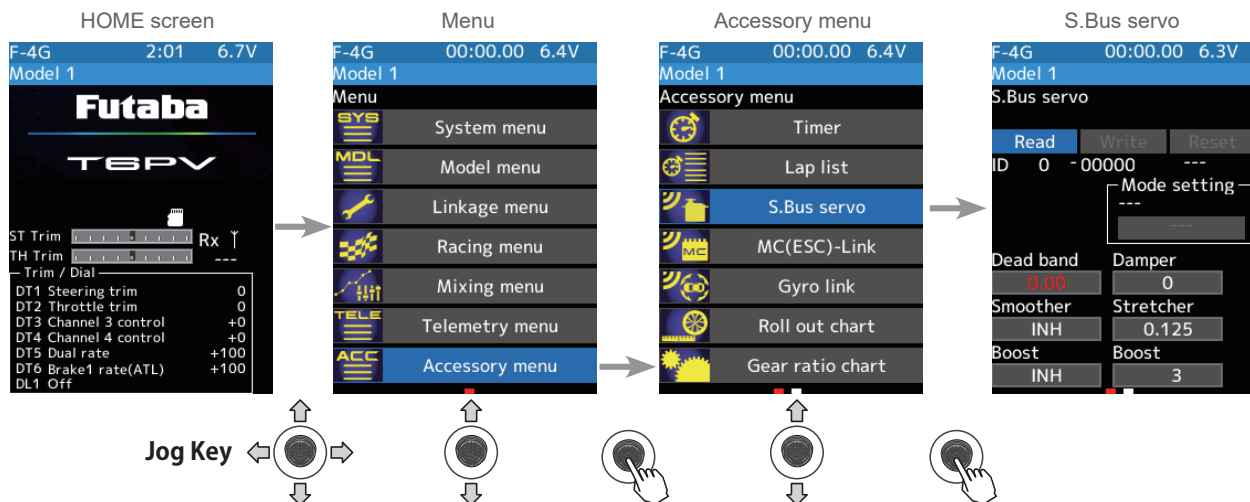 HOME screen
F-4G 2:01 6.7V
Model 1
Futaba
T6PV
ST Trim
Rx
TH Trim
---
Trim / Dial
DT1 Steering trim 0
DT2 Throttle trim 0
DT3 Channel 3 control +0
DT4 Channel 4 control +0
DT5 Dual rate +100
DT6 Brake1 rate(ATL) +100
DL1 Off
Menu
F-4G 00:00.00 6.4V
Model 1
Menu
SYS System menu
MDL Model menu
Linkage menu
Racing menu
Mixing menu
TELE Telemetry menu
ACC Accessory menu
Accessory menu
F-4G 00:00.00 6.4V
Model 1
Accessory menu
Timer
Lap list
S.Bus servo
MC MC(ESC)-Link
Gyro link
Roll out chart
Gear ratio chart
S.Bus servo
F-4G 00:00.00 6.3V
Model 1
S.Bus servo
Read Write Reset
ID 0 - 00000 ---
Mode setting
---
---
Dead band Damper
0.00 0
Smoother Stretcher
INH 0.125
Boost Boost
INH 3
Jog Key